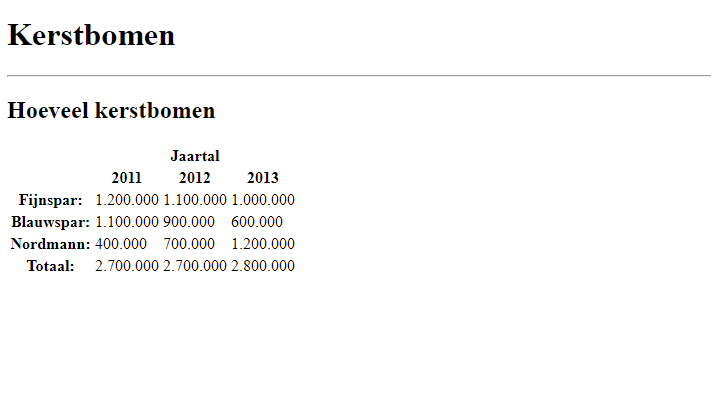 Kerstbomen
Hoeveel kerstbomen
Jaartal
2011 2012 2013
Fijnspar: 1.200.000 1.100.000 1.000.000
Blauwspar: 1.100.000 900.000 600.000
Nordmann: 400.000 700.000 1.200.000
Totaal: 2.700.000 2.700.000 2.800.000